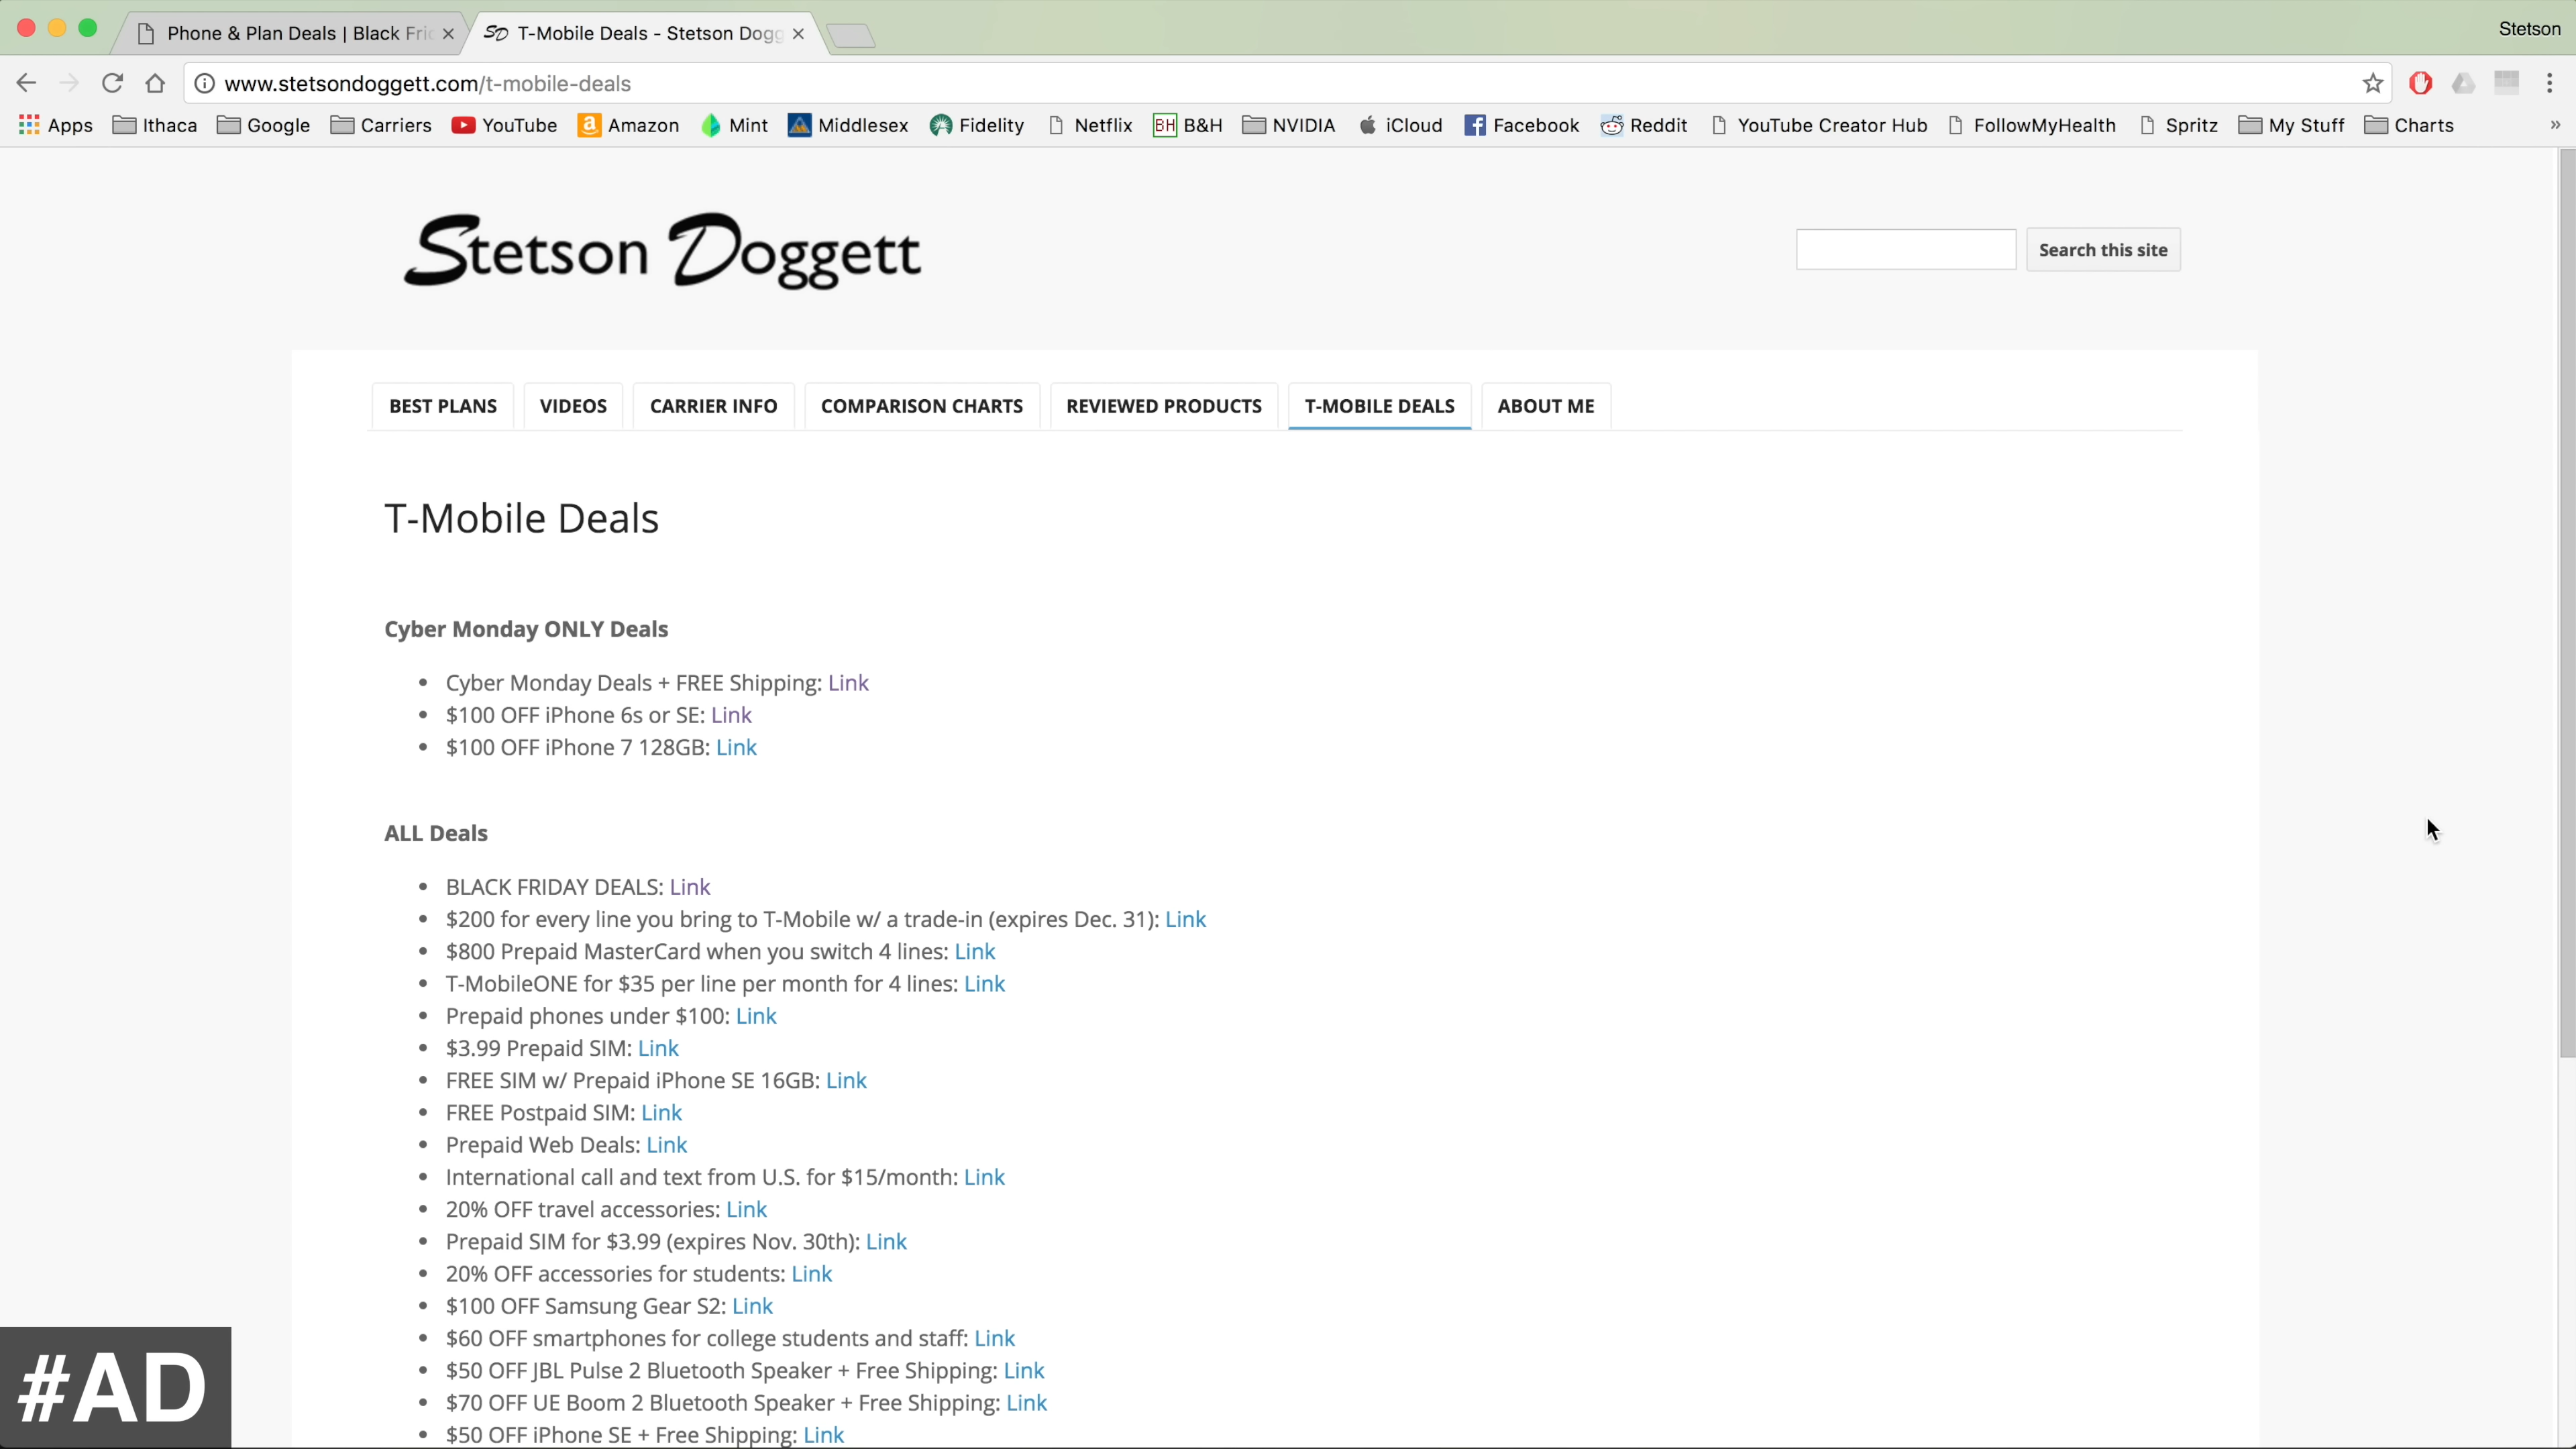 Phone & Plan Deals | Black Fri
T-Mobile Deals - Stetson Dogg
Stetson
www.stetsondoggett.com/t-mobile-deals
Apps Ithaca Google Carriers YouTube Amazon Mint Middlesex Fidelity Netflix BH B&H NVIDIA iCloud Facebook Reddit YouTube Creator Hub FollowMyHealth Spritz My Stuff Charts »
Stetson Doggett
Search this site
BEST PLANS VIDEOS CARRIER INFO COMPARISON CHARTS REVIEWED PRODUCTS T-MOBILE DEALS ABOUT ME
T-Mobile Deals
Cyber Monday ONLY Deals
• Cyber Monday Deals + FREE Shipping: Link
• $100 OFF iPhone 6s or SE: Link
• $100 OFF iPhone 7 128GB: Link
ALL Deals
• BLACK FRIDAY DEALS: Link
• $200 for every line you bring to T-Mobile w/ a trade-in (expires Dec. 31): Link
• $800 Prepaid MasterCard when you switch 4 lines: Link
• T-MobileONE for $35 per line per month for 4 lines: Link
• Prepaid phones under $100: Link
• $3.99 Prepaid SIM: Link
• FREE SIM w/ Prepaid iPhone SE 16GB: Link
• FREE Postpaid SIM: Link
• Prepaid Web Deals: Link
• International call and text from U.S. for $15/month: Link
• 20% OFF travel accessories: Link
• Prepaid SIM for $3.99 (expires Nov. 30th): Link
• 20% OFF accessories for students: Link
• $100 OFF Samsung Gear S2: Link
• $60 OFF smartphones for college students and staff: Link
• $50 OFF JBL Pulse 2 Bluetooth Speaker + Free Shipping: Link
• $70 OFF UE Boom 2 Bluetooth Speaker + Free Shipping: Link
• $50 OFF iPhone SE + Free Shipping: Link
#AD